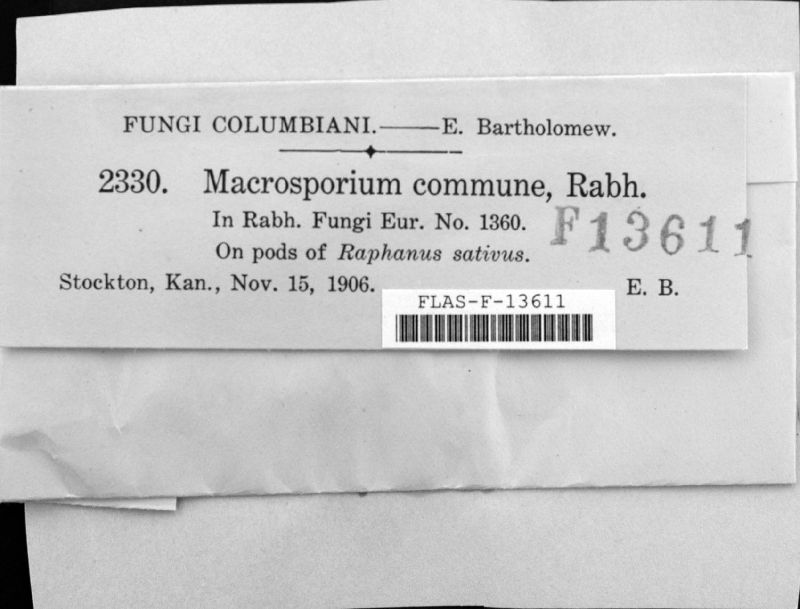 FUNGI COLUMBIANI.——E. Bartholomew.
2330. Macrosporium commune, Rabh.
In Rabh. Fungi Eur. No. 1360.
F13611
On pods of Raphanus sativus.
Stockton, Kan., Nov. 15, 1906. E. B.
FLAS-F-13611